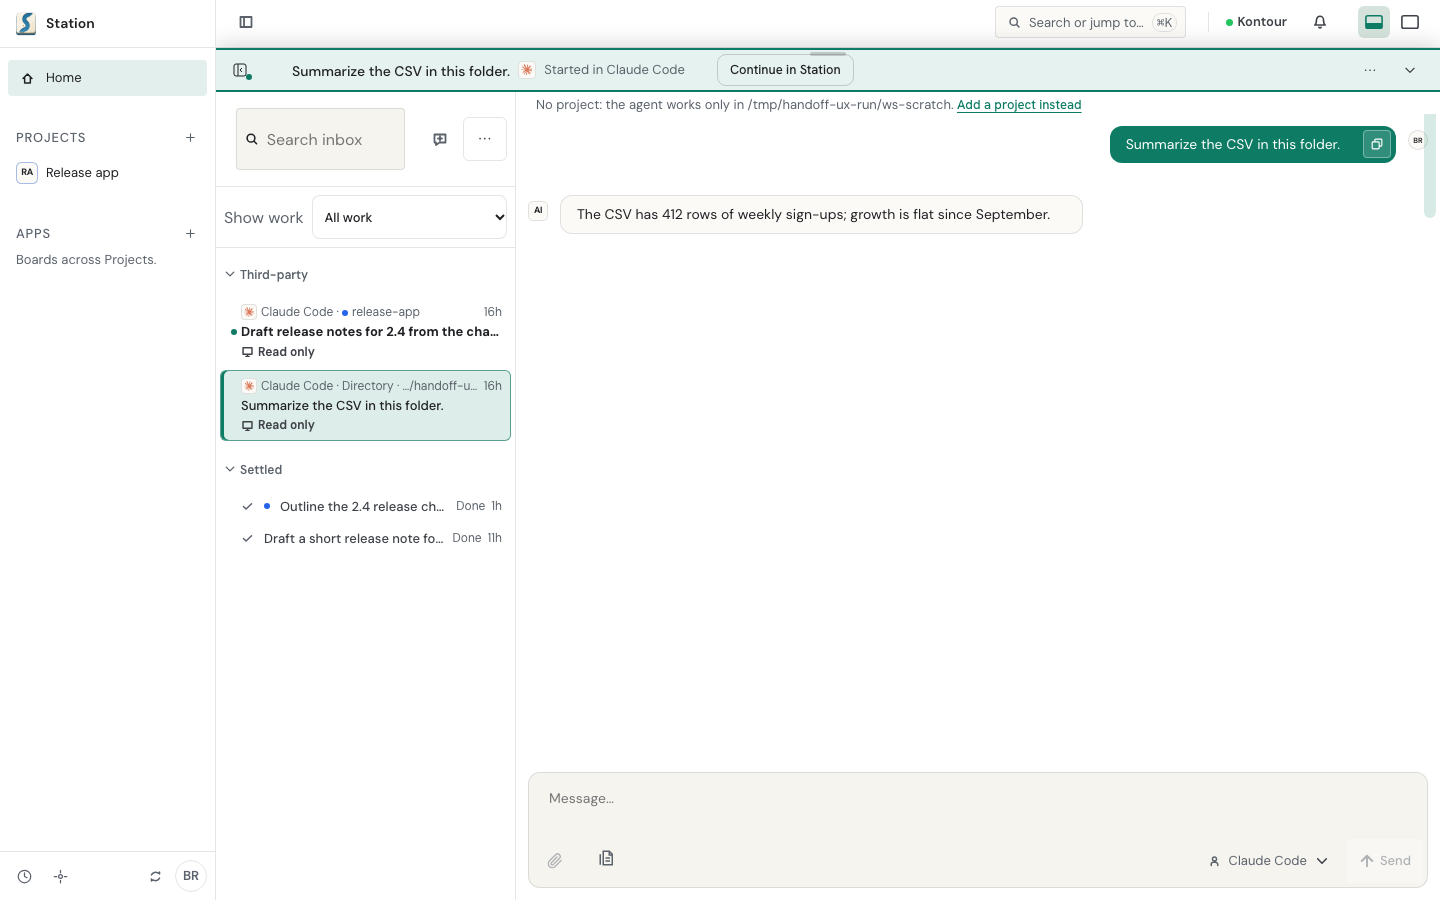 Station
Search or jump to... ⌘K
Kontour
Home
PROJECTS
RA Release app
APPS
Boards across Projects.
BR
Summarize the CSV in this folder. Started in Claude Code
Continue in Station
Search inbox
Show work All work
Third-party
Claude Code · release-app 16h
Draft release notes for 2.4 from the cha...
Read only
Claude Code · Directory · .../handoff-u... 16h
Summarize the CSV in this folder.
Read only
Settled
Outline the 2.4 release ch... Done 1h
Draft a short release note fo... Done 11h
No project: the agent works only in /tmp/handoff-ux-run/ws-scratch. Add a project instead
Summarize the CSV in this folder.
BR
AI
The CSV has 412 rows of weekly sign-ups; growth is flat since September.
Message...
Claude Code
Send